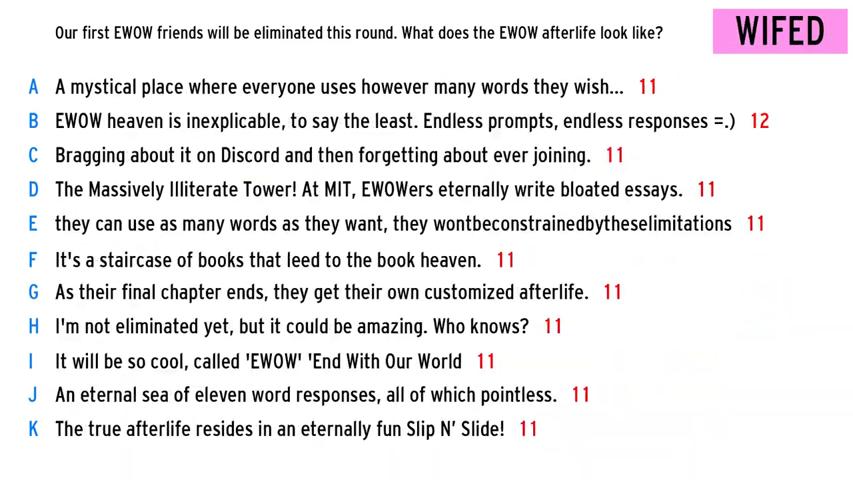 Our first EWOW friends will be eliminated this round. What does the EWOW afterlife look like?
WIFED
A A mystical place where everyone uses however many words they wish... 11
B EWOW heaven is inexplicable, to say the least. Endless prompts, endless responses =.) 12
C Bragging about it on Discord and then forgetting about ever joining. 11
D The Massively Illiterate Tower! At MIT, EWOWers eternally write bloated essays. 11
E they can use as many words as they want, they wontbeconstrainedbytheselimitations 11
F It's a staircase of books that leed to the book heaven. 11
G As their final chapter ends, they get their own customized afterlife. 11
H I'm not eliminated yet, but it could be amazing. Who knows? 11
I It will be so cool, called 'EWOW' 'End With Our World 11
J An eternal sea of eleven word responses, all of which pointless. 11
K The true afterlife resides in an eternally fun Slip N’ Slide! 11